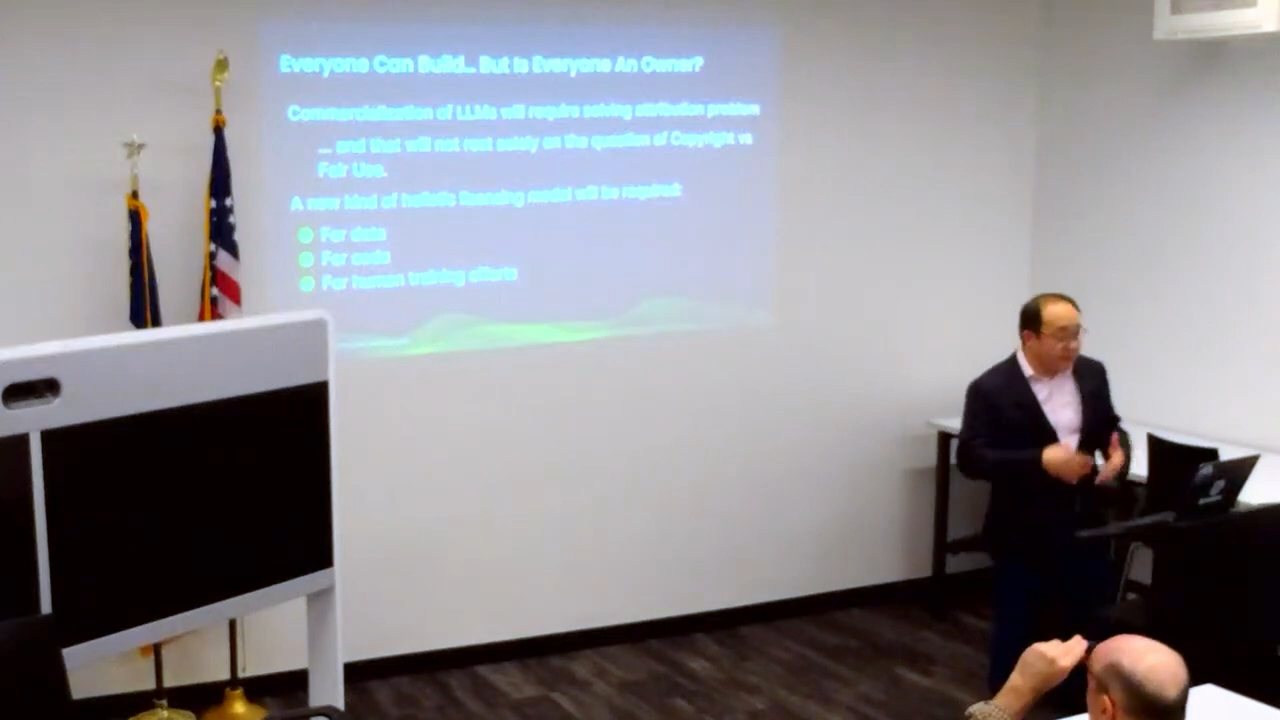 Everyone Can Build... But Is Everyone An Owner?
Commercialization of LLMs will require solving attribution problem
... and that will not rest solely on the question of Copyright vs
Fair Use.
A new kind of holistic licensing model will be required:
For data
For code
For human training efforts